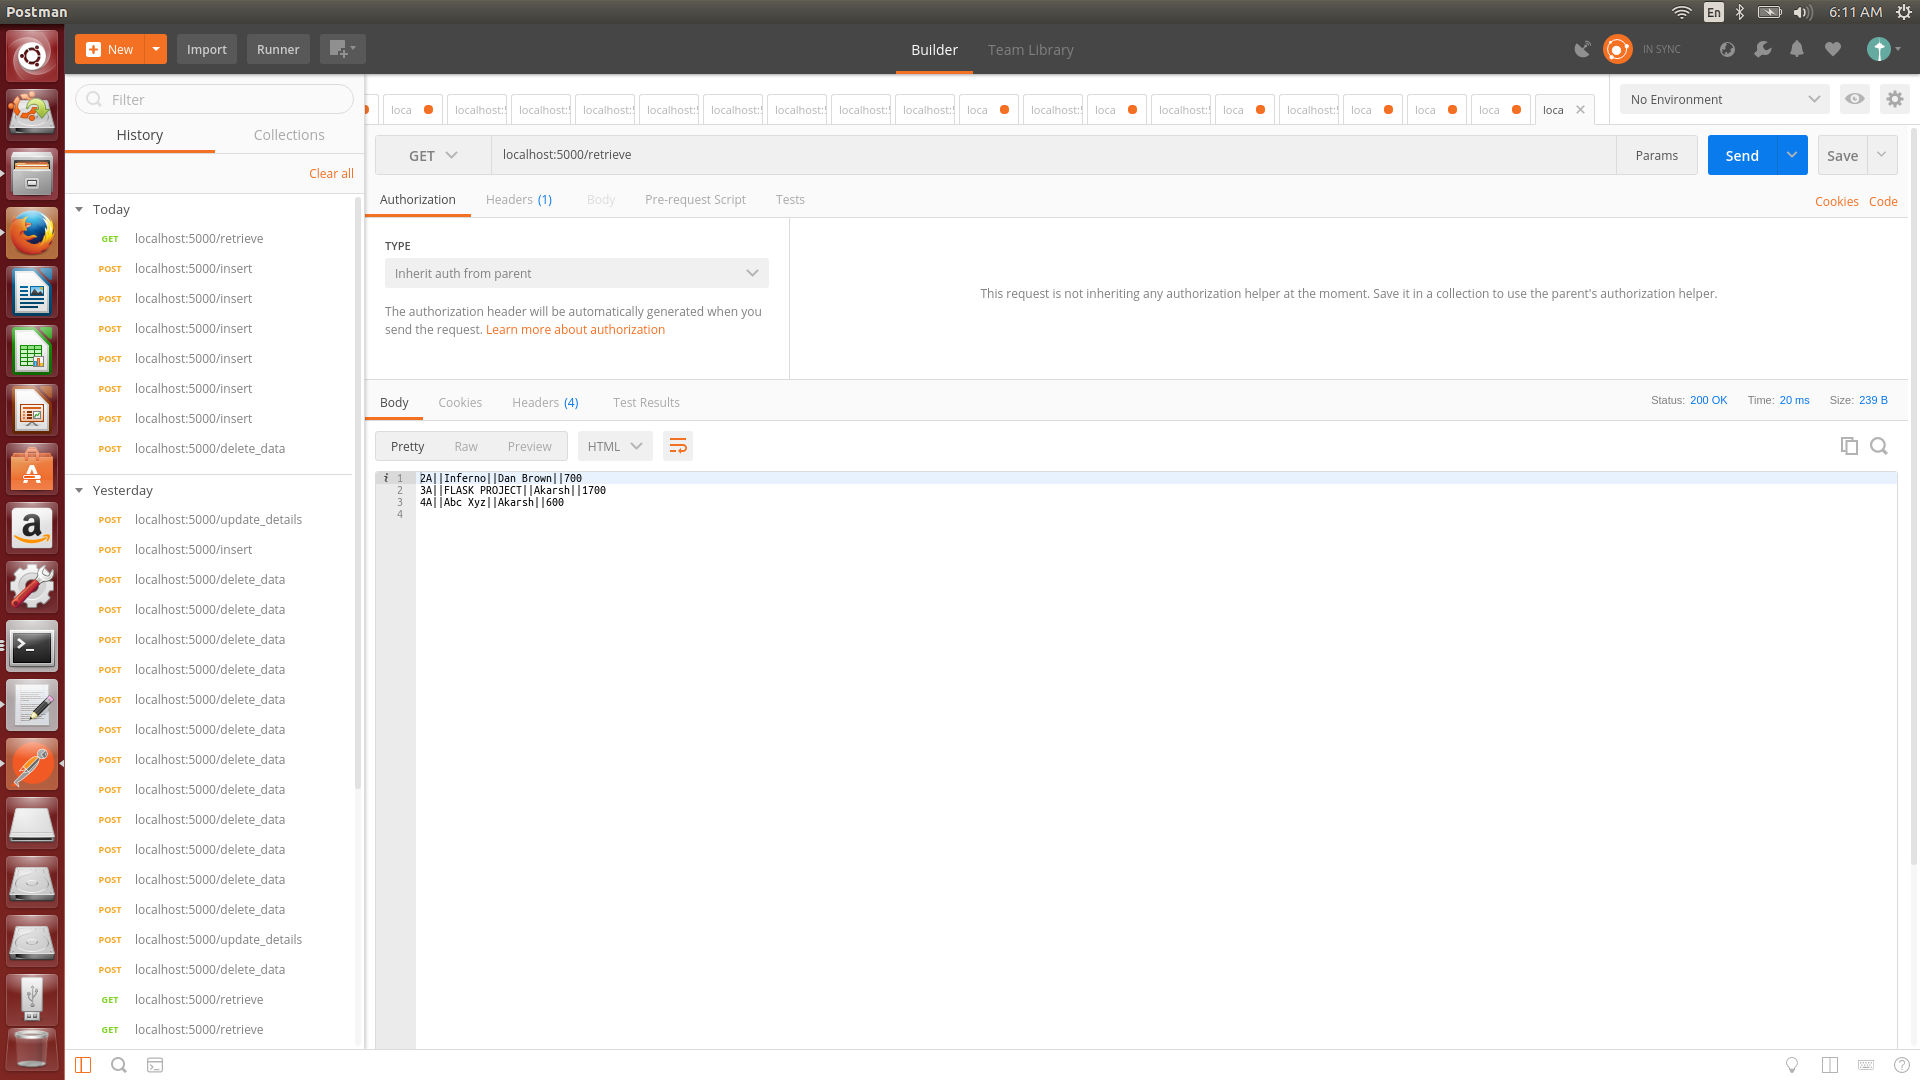 Postman
En
6:11 AM
New
Import
Runner
Builder
Team Library
IN SYNC
Filter
History
Collections
Clear all
Today
GET localhost:5000/retrieve
POST localhost:5000/insert
POST localhost:5000/insert
POST localhost:5000/insert
POST localhost:5000/insert
POST localhost:5000/insert
POST localhost:5000/insert
POST localhost:5000/delete_data
Yesterday
POST localhost:5000/update_details
POST localhost:5000/insert
POST localhost:5000/delete_data
POST localhost:5000/delete_data
POST localhost:5000/delete_data
POST localhost:5000/delete_data
POST localhost:5000/delete_data
POST localhost:5000/delete_data
POST localhost:5000/delete_data
POST localhost:5000/delete_data
POST localhost:5000/delete_data
POST localhost:5000/delete_data
POST localhost:5000/delete_data
POST localhost:5000/delete_data
POST localhost:5000/update_details
POST localhost:5000/delete_data
GET localhost:5000/retrieve
GET localhost:5000/retrieve
loca localhost: localhost: localhost: localhost: localhost: localhost: localhost: localhost: loca loca loca localhost: loca localhost: loca loca loca loca
No Environment
GET
localhost:5000/retrieve
Params
Send
Save
Authorization
Headers (1)
Body
Pre-request Script
Tests
Cookies
Code
TYPE
Inherit auth from parent
The authorization header will be automatically generated when you
send the request. Learn more about authorization
This request is not inheriting any authorization helper at the moment. Save it in a collection to use the parent's authorization helper.
Body
Cookies
Headers (4)
Test Results
Status: 200 OK
Time: 20 ms
Size: 239 B
Pretty
Raw
Preview
HTML
i 1 2A||Inferno||Dan Brown||700
2 3A||FLASK PROJECT||Akarsh||1700
3 4A||Abc Xyz||Akarsh||600
4